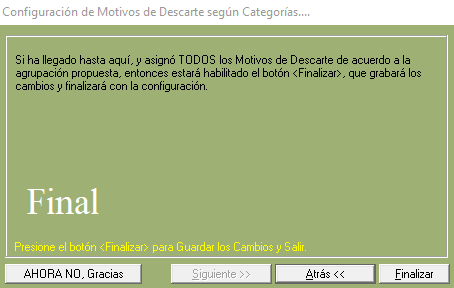 Configuración de Motivos de Descarte según Categorías....
Si ha llegado hasta aquí, y asignó TODOS los Motivos de Descarte de acuerdo a la
agrupación propuesta, entonces estará habilitado el botón <Finalizar>, que grabará los
cambios y finalizará con la configuración.
Final
Presione el botón <Finalizar> para Guardar los Cambios y Salir.
AHORA NO, Gracias
Siguiente >>
Atrás <<
Finalizar